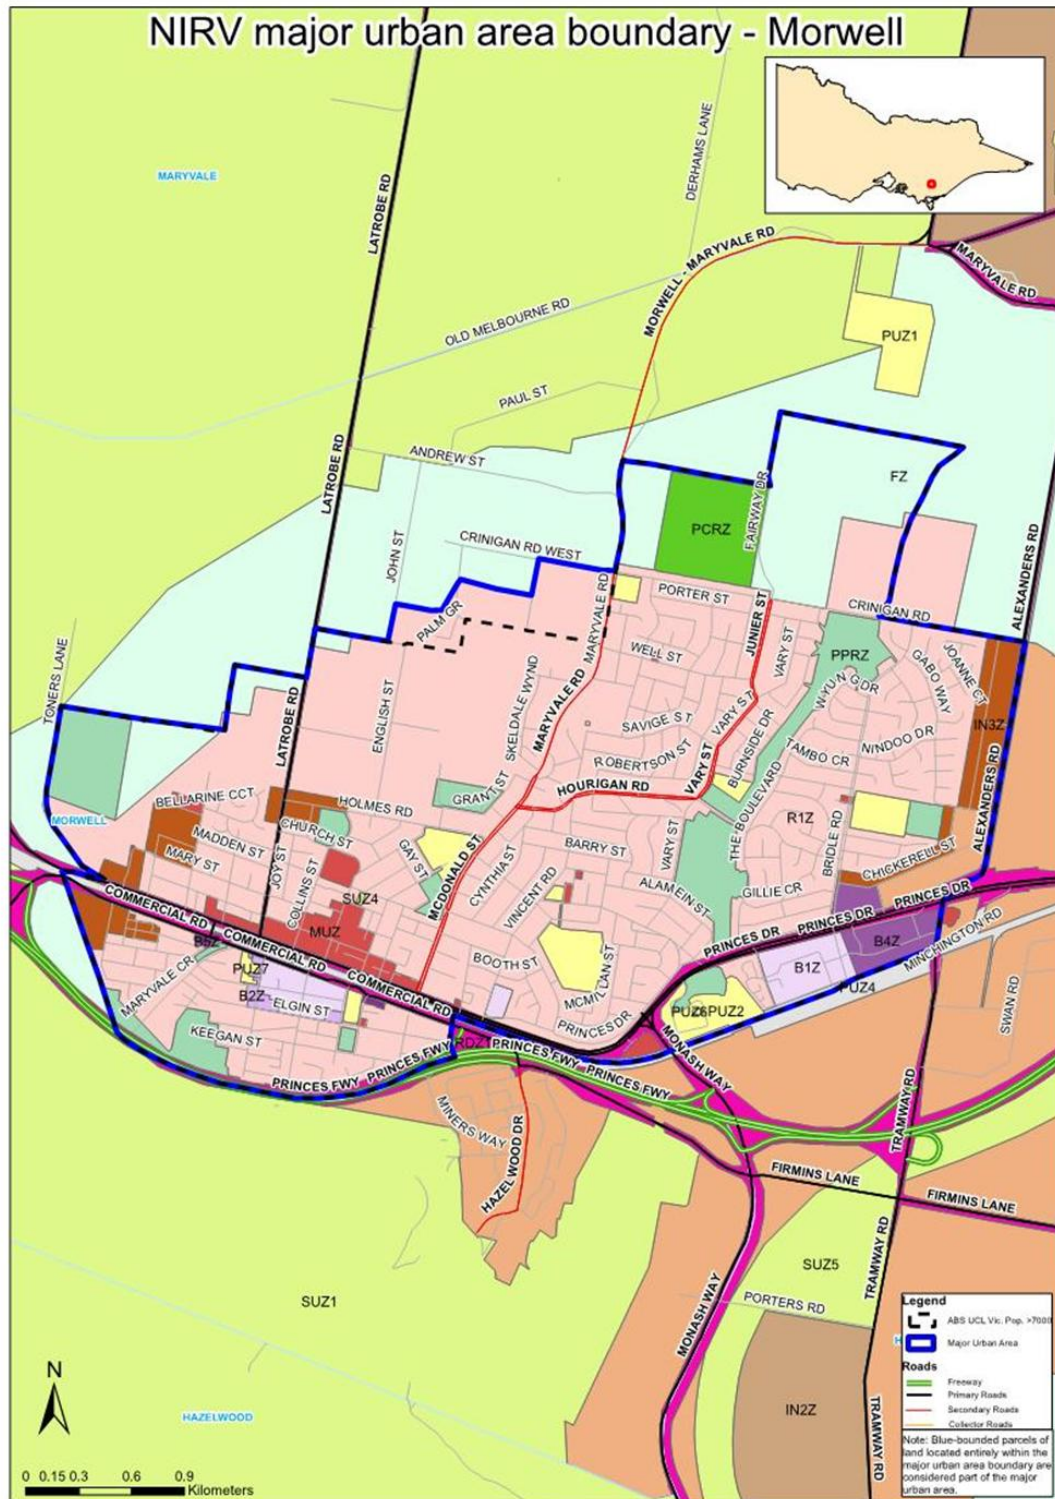 NIRV major urban area boundary - Morwell
DERHAMS LANE
MARYVALE
LATROBE RD
MORWELL - MARYVALE RD
MARYVALE RD
OLD MELBOURNE RD
PUZ1
PAUL ST
LATROBE RD
ANDREW ST
FZ
FAIRWAY DR
PCRZ
JOHN ST
CRINIGAN RD WEST
ALEXANDERS RD
PORTER ST
MARYVALE RD
JUNIER ST
CRINIGAN RD
PALM GR
TONERS LANE
WELL ST
VARY ST
PPRZ
GABO WAY
JOANNE CT
W YU N G DR
SKELDALE WYND
ENGLISH ST
LATROBE RD
MARYVALE RD
SAVIGE ST
VARY ST
IN3Z
NINDOO DR
TAMBO CR
BURNSIDE DR
ROBERTSON ST
VARY ST
HOURIGAN RD
GRANT ST
ALEXANDERS RD
BELLARINE CCT
HOLMES RD
MORWELL
THE BOULEVARD
R1Z
BRIDLE RD
CHURCH ST
MADDEN ST
MARY ST
JOY ST
COLLINS ST
GAY ST
MCDONALD ST
CYNTHIA ST
BARRY ST
VARY ST
CHICKERELL ST
VINCENT RD
ALAMEIN ST
GILLIE CR
SUZ4
COMMERCIAL RD
MUZ
PRINCES DR
PRINCES DR
PRINCES DR
B4Z
MINCHINGTON RD
COMMERCIAL RD
B5Z
MARYVALE CR
PUZ7
B2Z
COMMERCIAL RD
BOOTH ST
MCMILLAN ST
B1Z
PUZ4
SWAN RD
ELGIN ST
PRINCES DR
PUZ6
PUZ2
KEEGAN ST
RDZ1
PRINCES FWY
PRINCES FWY
PRINCES FWY
PRINCES FWY
MONASH WAY
MINERS WAY
HAZELWOOD DR
TRAMWAY RD
FIRMINS LANE
FIRMINS LANE
SUZ5
TRAMWAY RD
SUZ1
PORTERS RD
MONASH WAY
IN2Z
TRAMWAY RD
HAZELWOOD
N
0 0.15 0.3 0.6 0.9
Kilometers
Legend
ABS UCL Vic. Pop. >7000
Major Urban Area
Roads
Freeway
Primary Roads
Secondary Roads
Collector Roads
Note: Blue-bounded parcels of
land located entirely within the
major urban area boundary are
considered part of the major
urban area.